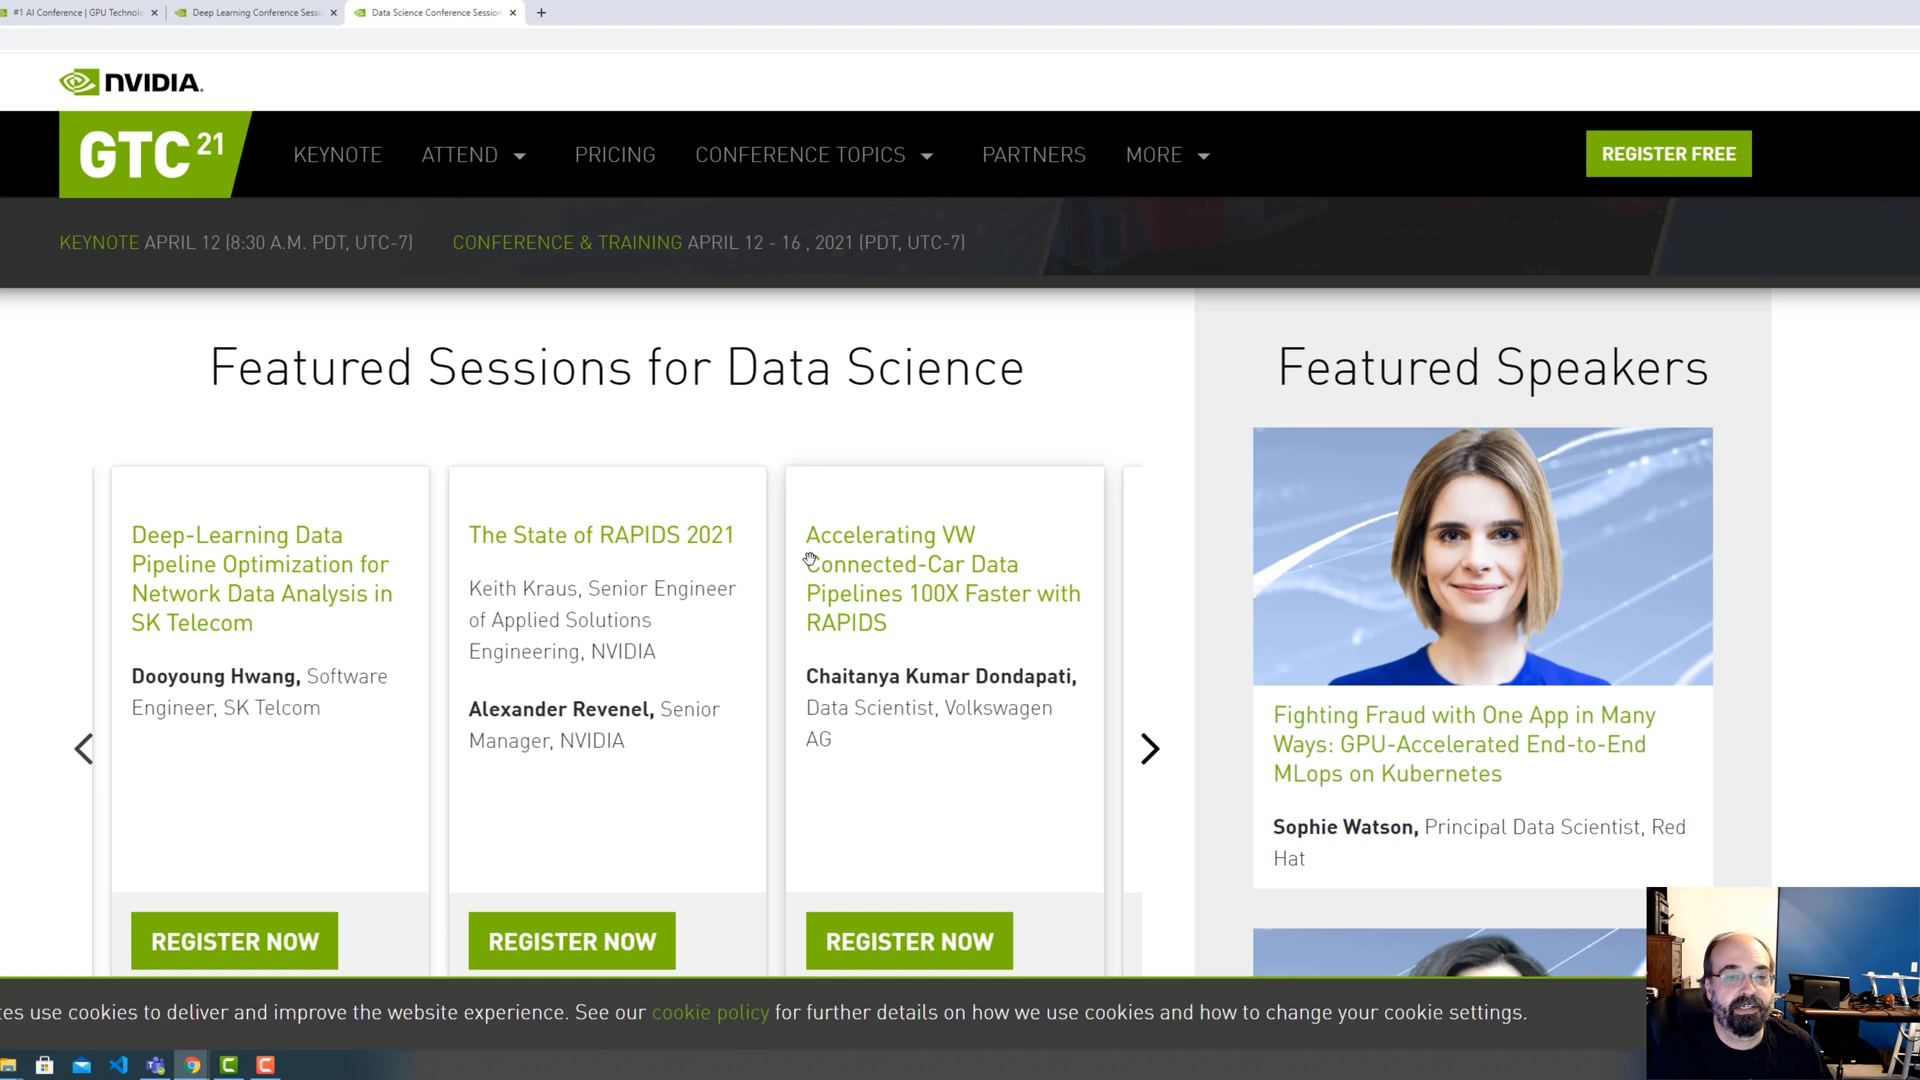 #1 AI Conference | GPU Technolo
Deep Learning Conference Sessi
Data Science Conference Session
NVIDIA.
GTC 21
KEYNOTE
ATTEND
PRICING
CONFERENCE TOPICS
PARTNERS
MORE
REGISTER FREE
KEYNOTE APRIL 12 (8:30 A.M. PDT, UTC-7)
CONFERENCE & TRAINING APRIL 12 - 16 , 2021 (PDT, UTC-7)
Featured Sessions for Data Science
Deep-Learning Data
Pipeline Optimization for
Network Data Analysis in
SK Telecom
Dooyoung Hwang, Software
Engineer, SK Telcom
REGISTER NOW
The State of RAPIDS 2021
Keith Kraus, Senior Engineer
of Applied Solutions
Engineering, NVIDIA
Alexander Revenel, Senior
Manager, NVIDIA
REGISTER NOW
Accelerating VW
Connected-Car Data
Pipelines 100X Faster with
RAPIDS
Chaitanya Kumar Dondapati,
Data Scientist, Volkswagen
AG
REGISTER NOW
Featured Speakers
Fighting Fraud with One App in Many
Ways: GPU-Accelerated End-to-End
MLops on Kubernetes
Sophie Watson, Principal Data Scientist, Red
Hat
tes use cookies to deliver and improve the website experience. See our cookie policy for further details on how we use cookies and how to change your cookie settings.